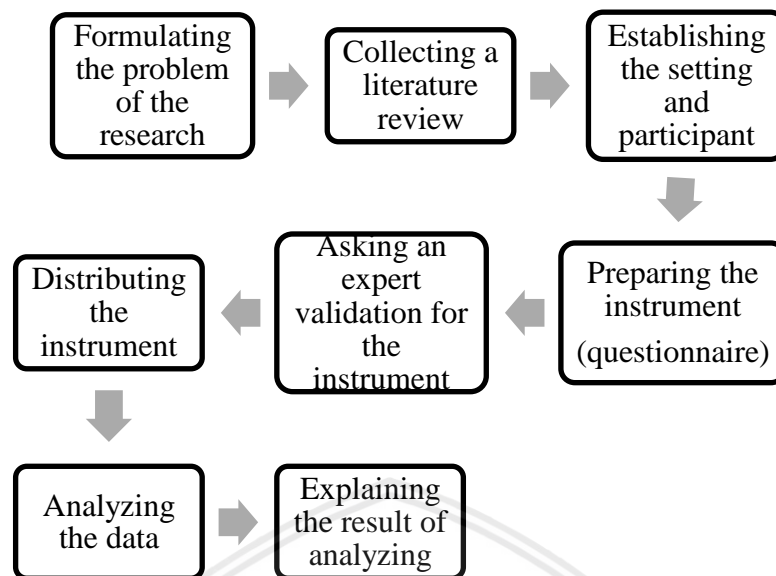 Formulating
the problem
of the
research
Collecting a
literature
review
Establishing
the setting
and
participant
Preparing the
instrument
(questionnaire)
Asking an
expert
validation for
the
instrument
Distributing
the
instrument
Analyzing
the data
Explaining
the result of
analyzing